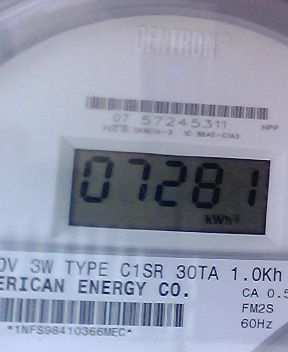 CENTRON
07 57245311
HPP
07281
kWh
0V 3W TYPE C1SR 30TA 1.0Kh
ERICAN ENERGY CO.
CA 0.5
FM2S
60Hz
*1NFS98410366MEC*